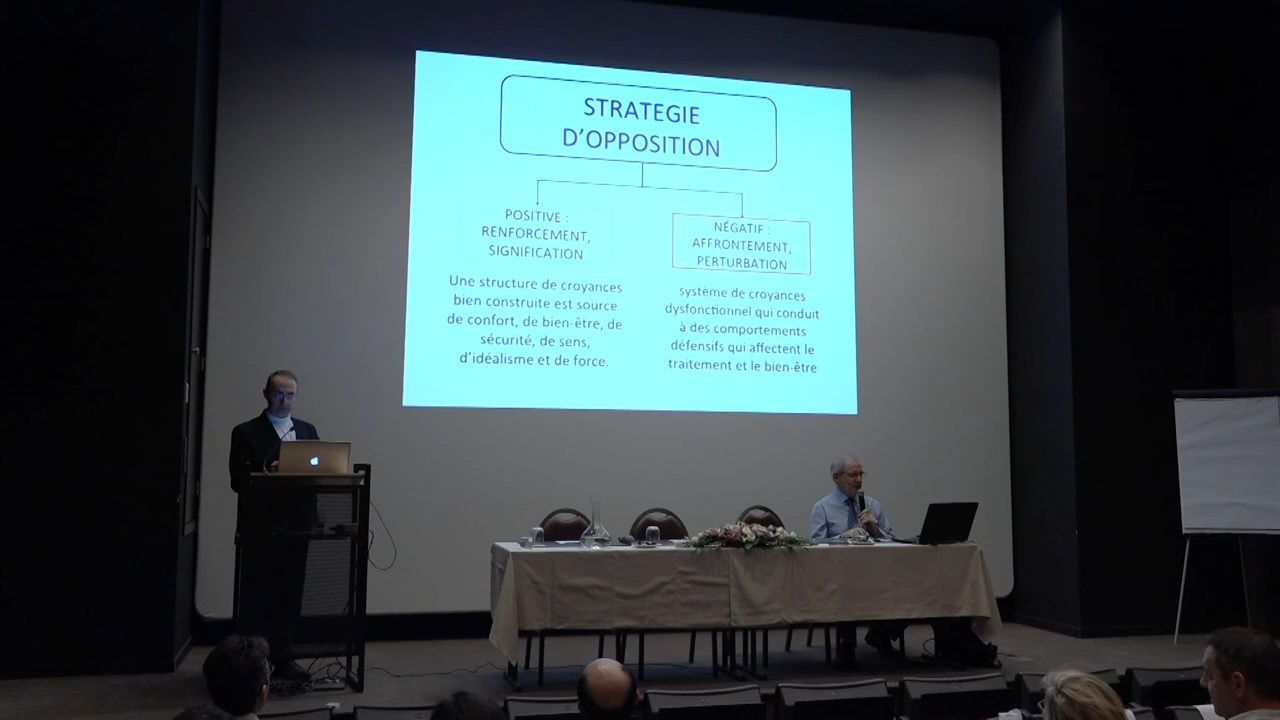 STRATEGIE
D'OPPOSITION
POSITIVE :
RENFORCEMENT,
SIGNIFICATION
Une structure de croyances
bien construite est source
de confort, de bien-être, de
sécurité, de sens,
d'idéalisme et de force.
NÉGATIF :
AFFRONTEMENT,
PERTURBATION
système de croyances
dysfonctionnel qui conduit
à des comportements
défensifs qui affectent le
traitement et le bien-être